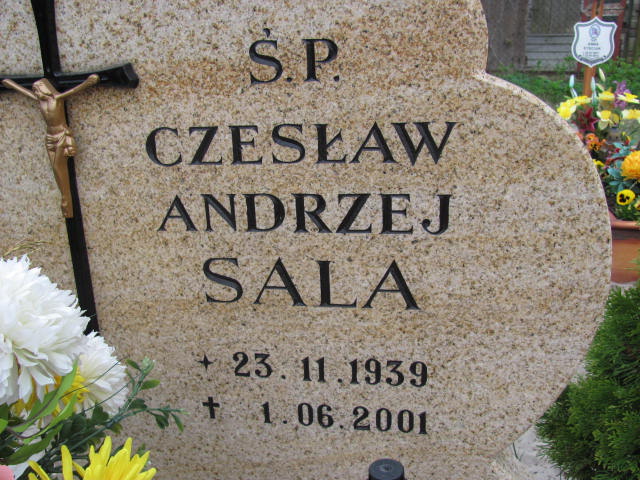 Ś.P.
CZESŁAW
ANDRZEJ
SALA
23.11.1939
1.06.2001